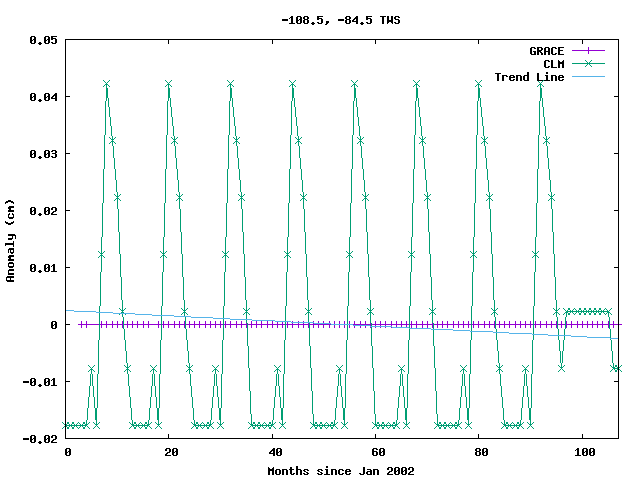 -108.5, -84.5 TWS
0.05
0.04
0.03
0.02
0.01
0
-0.01
-0.02
Anomaly (cm)
GRACE
CLM
Trend Line
0 20 40 60 80 100
Months since Jan 2002